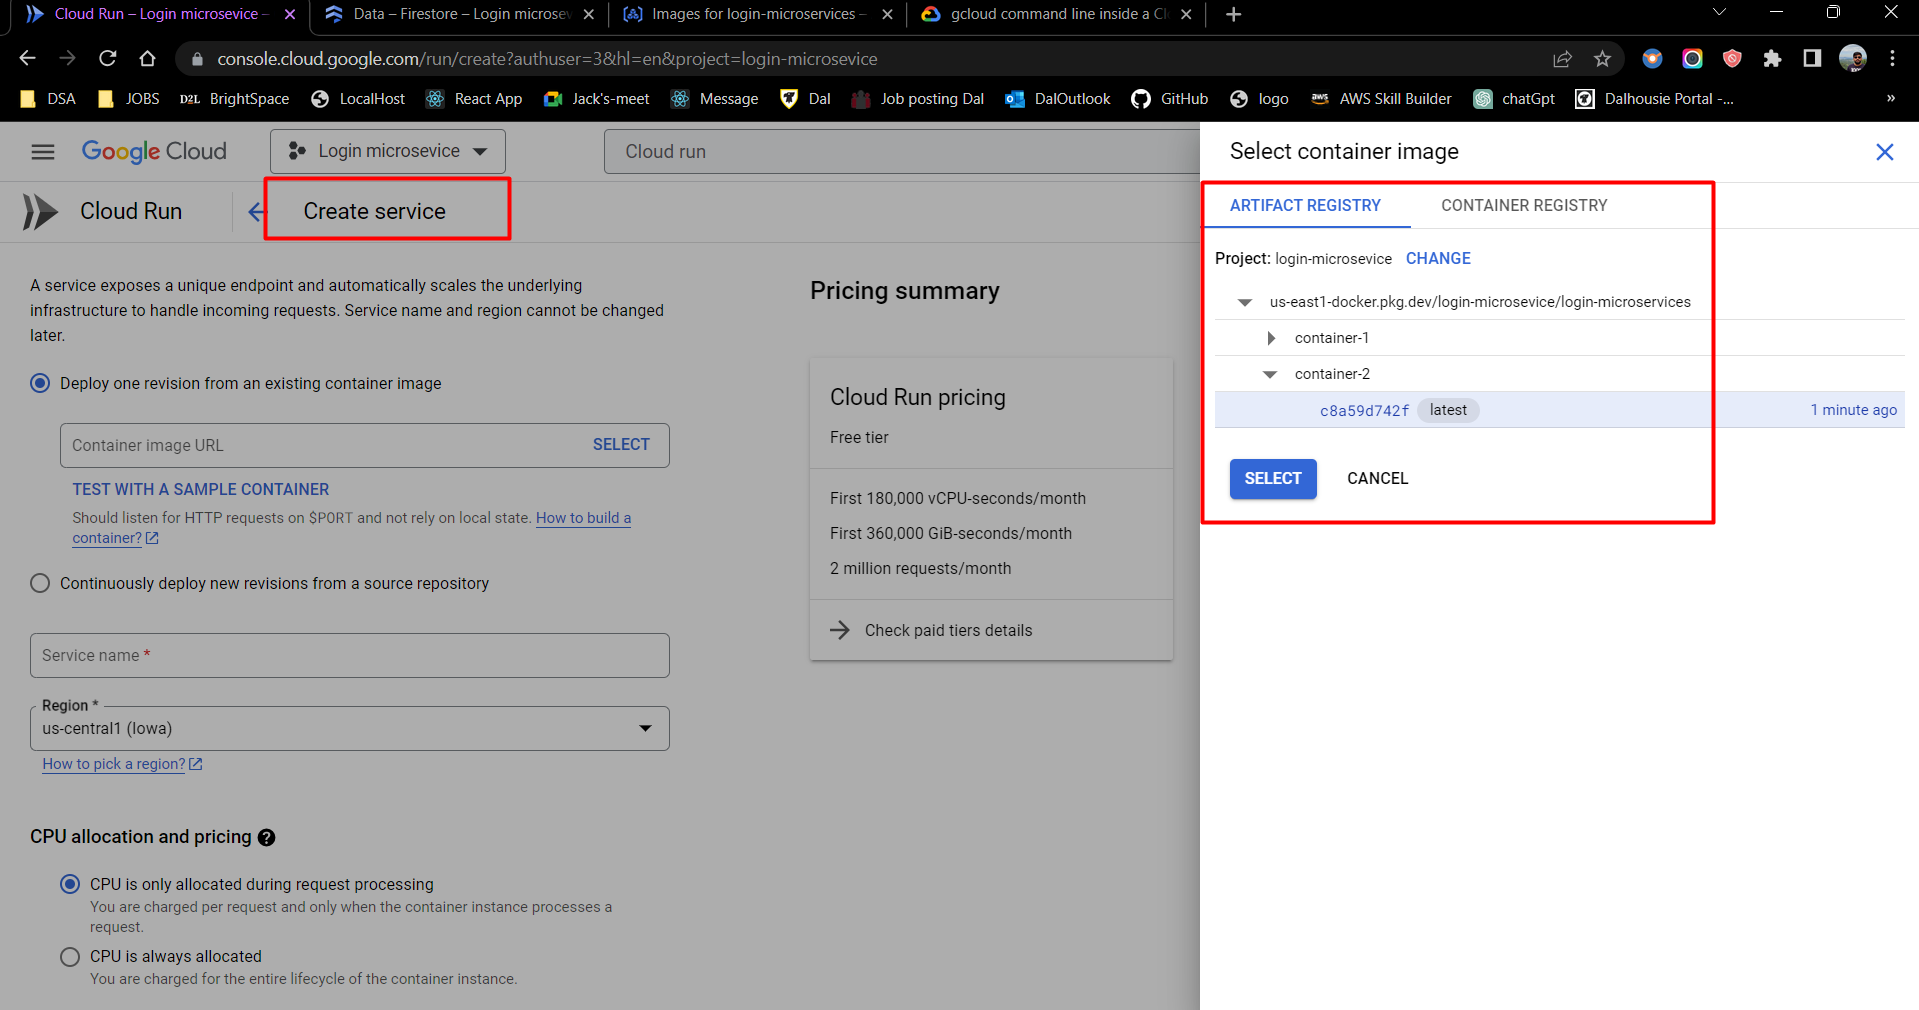 Cloud Run – Login microsevice –
Data – Firestore – Login microsev
Images for login-microservices –
gcloud command line inside a Cl
console.cloud.google.com/run/create?authuser=3&hl=en&project=login-microsevice
DSA
JOBS
D2L BrightSpace
LocalHost
React App
Jack's-meet
Message
Dal
Job posting Dal
DalOutlook
GitHub
logo
aws AWS Skill Builder
chatGpt
Dalhousie Portal -...
»
Google Cloud
Login microsevice
Cloud run
Cloud Run
Create service
A service exposes a unique endpoint and automatically scales the underlying
infrastructure to handle incoming requests. Service name and region cannot be changed
later.
Deploy one revision from an existing container image
Container image URL
SELECT
TEST WITH A SAMPLE CONTAINER
Should listen for HTTP requests on $PORT and not rely on local state. How to build a
container?
Continuously deploy new revisions from a source repository
Service name *
Region *
us-central1 (Iowa)
How to pick a region?
CPU allocation and pricing
CPU is only allocated during request processing
You are charged per request and only when the container instance processes a
request.
CPU is always allocated
You are charged for the entire lifecycle of the container instance.
Pricing summary
Cloud Run pricing
Free tier
First 180,000 vCPU-seconds/month
First 360,000 GiB-seconds/month
2 million requests/month
Check paid tiers details
Select container image
ARTIFACT REGISTRY
CONTAINER REGISTRY
Project: login-microsevice CHANGE
us-east1-docker.pkg.dev/login-microsevice/login-microservices
container-1
container-2
c8a59d742f latest 1 minute ago
SELECT
CANCEL